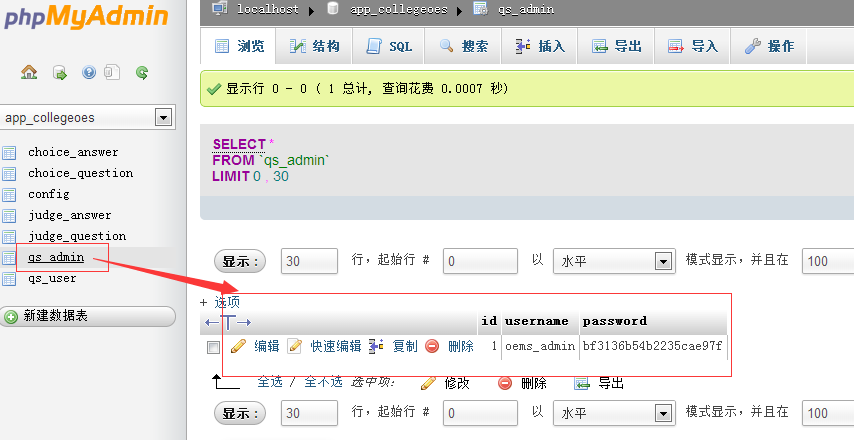 phpMyAdmin
localhost ▶ app_collegeoes ▶ qs_admin
浏览 结构 SQL 搜索 插入 导出 导入 操作
显示行 0 - 0 ( 1 总计, 查询花费 0.0007 秒)
app_collegeoes
choice_answer
choice_question
config
judge_answer
judge_question
qs_admin
qs_user
新建数据表
SELECT *
FROM `qs_admin`
LIMIT 0 , 30
显示 : 30 行, 起始行 # 0 以 水平 模式显示, 并且在 100
+ 选项
←T→ id username password
编辑 快速编辑 复制 删除 1 oems_admin bf3136b54b2235cae97f
全选 / 全不选 选中项: 修改 删除 导出
显示 : 30 行, 起始行 # 0 以 水平 模式显示, 并且在 100